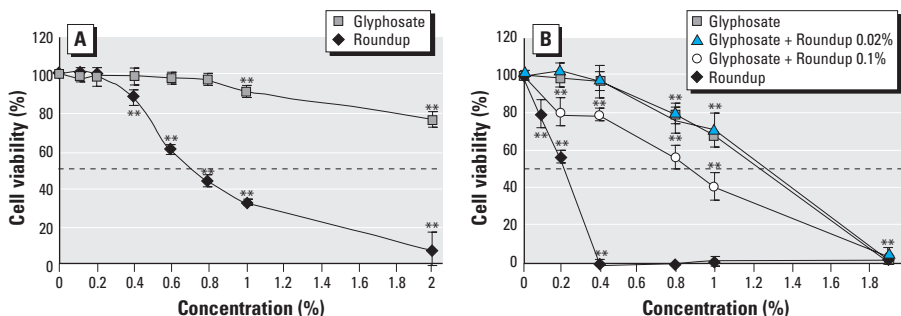 A
Glyphosate
Roundup
Cell viability (%)
120
100
80
60
40
20
0
**
**
**
**
**
**
**
0 0.2 0.4 0.6 0.8 1 1.2 1.4 1.6 1.8 2
Concentration (%)
B
Glyphosate
Glyphosate + Roundup 0.02%
Glyphosate + Roundup 0.1%
Roundup
Cell viability (%)
120
100
80
60
40
20
0
**
**
**
**
**
**
**
**
**
0 0.2 0.4 0.6 0.8 1 1.2 1.4 1.6 1.8 2
Concentration (%)